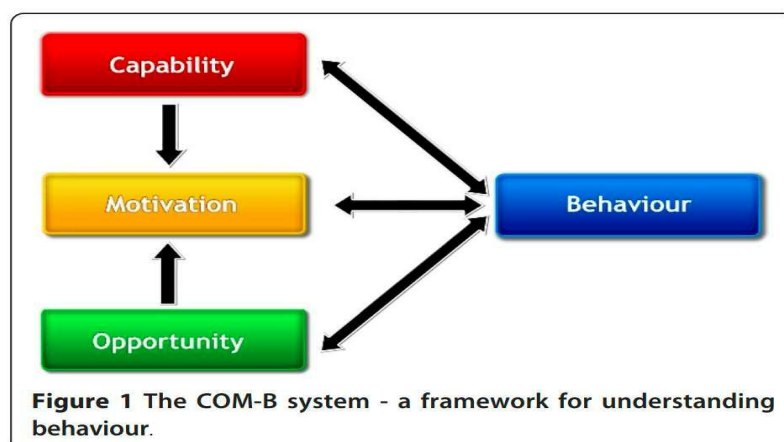 Capability
Motivation
Behaviour
Opportunity
Figure 1 The COM-B system - a framework for understanding
behaviour.